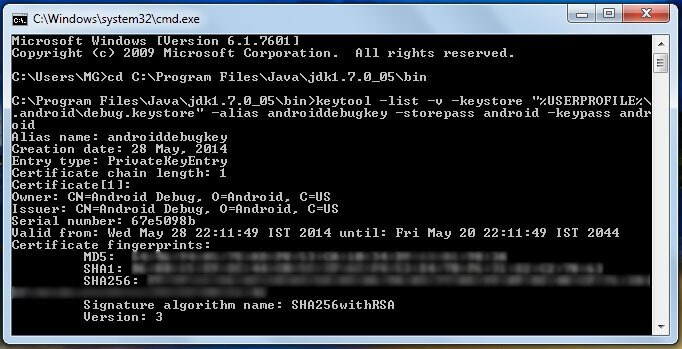 C:\Windows\system32\cmd.exe
Microsoft Windows [Version 6.1.7601]
Copyright (c) 2009 Microsoft Corporation.  All rights reserved.
C:\Users\MG>cd C:\Program Files\Java\jdk1.7.0_05\bin
C:\Program Files\Java\jdk1.7.0_05\bin>keytool -list -v -keystore "%USERPROFILE%\
.android\debug.keystore" -alias androiddebugkey -storepass android -keypass andr
oid
Alias name: androiddebugkey
Creation date: 28 May, 2014
Entry type: PrivateKeyEntry
Certificate chain length: 1
Certificate[1]:
Owner: CN=Android Debug, O=Android, C=US
Issuer: CN=Android Debug, O=Android, C=US
Serial number: 67e5098b
Valid from: Wed May 28 22:11:49 IST 2014 until: Fri May 20 22:11:49 IST 2044
Certificate fingerprints:
MD5:
SHA1:
SHA256:
Signature algorithm name: SHA256withRSA
Version: 3